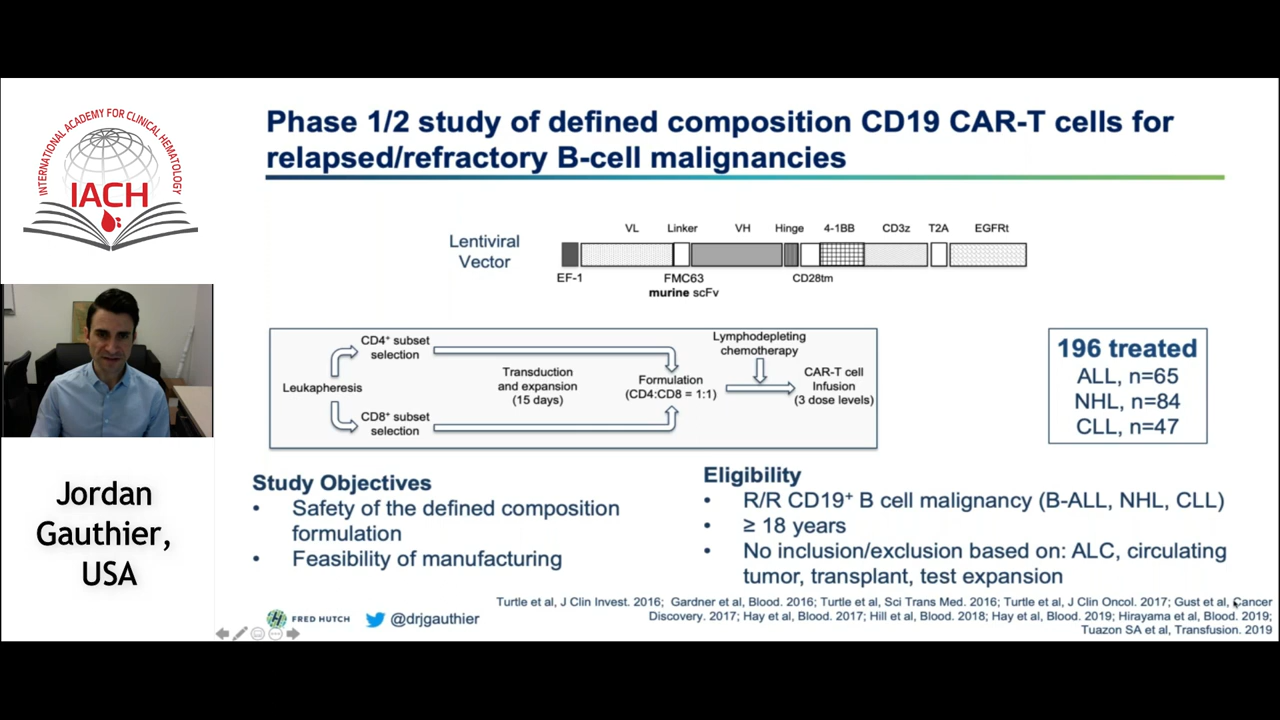 INTERNATIONAL ACADEMY FOR CLINICAL HEMATOLOGY
IACH
Jordan
Gauthier,
USA
Phase 1/2 study of defined composition CD19 CAR-T cells for
relapsed/refractory B-cell malignancies
Lentiviral
Vector
VL Linker VH Hinge 4-1BB CD3z T2A EGFRt
EF-1 FMC63 CD28tm
murine scFv
Leukapheresis
CD4⁺ subset
selection
CD8⁺ subset
selection
Transduction
and expansion
(15 days)
Formulation
(CD4:CD8 = 1:1)
Lymphodepleting
chemotherapy
CAR-T cell
Infusion
(3 dose levels)
196 treated
ALL, n=65
NHL, n=84
CLL, n=47
Study Objectives
• Safety of the defined composition
formulation
• Feasibility of manufacturing
Eligibility
• R/R CD19⁺ B cell malignancy (B-ALL, NHL, CLL)
• ≥ 18 years
• No inclusion/exclusion based on: ALC, circulating
tumor, transplant, test expansion
Turtle et al, J Clin Invest. 2016; Gardner et al, Blood. 2016; Turtle et al, Sci Trans Med. 2016; Turtle et al, J Clin Oncol. 2017; Gust et al, Cancer
Discovery. 2017; Hay et al, Blood. 2017; Hill et al, Blood. 2018; Hay et al, Blood. 2019; Hirayama et al, Blood. 2019;
Tuazon SA et al, Transfusion. 2019
FRED HUTCH @drjgauthier